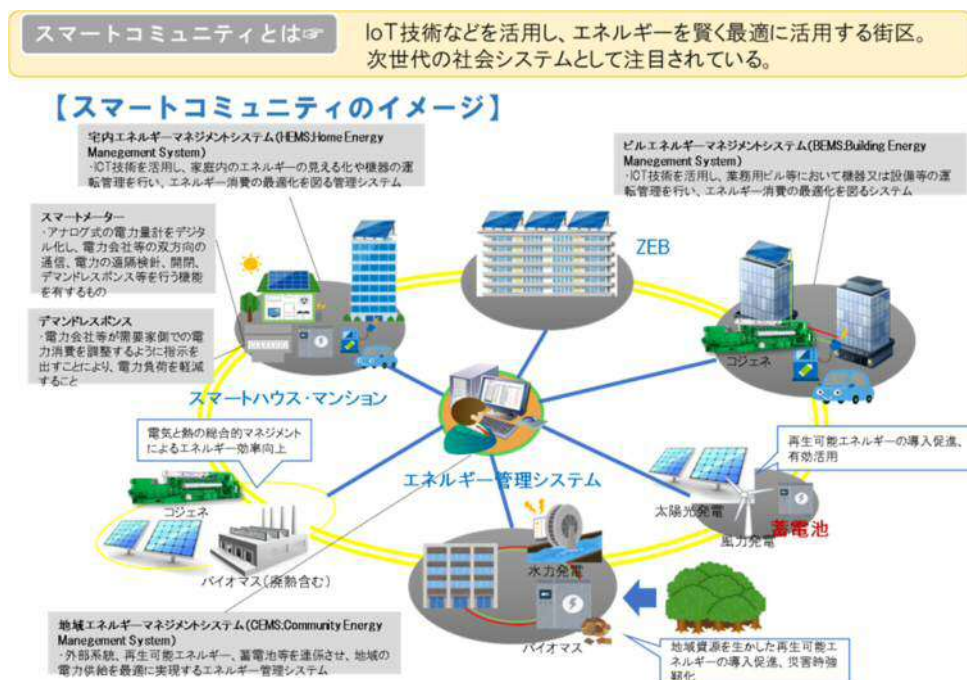 スマートコミュニティとは☞
IoT技術などを活用し、エネルギーを賢く最適に活用する街区。
次世代の社会システムとして注目されている。
【スマートコミュニティのイメージ】
宅内エネルギーマネジメントシステム(HEMS:Home Energy
Manegement System)
・ICT技術を活用し、家庭内のエネルギーの見える化や機器の運
転管理を行い、エネルギー消費の最適化を図る管理システム
ビルエネルギーマネジメントシステム(BEMS:Building Energy
Manegement System)
・ICT技術を活用し、業務用ビル等において機器又は設備等の運
転管理を行い、エネルギー消費の最適化を図るシステム
スマートメーター
・アナログ式の電力量計をデジタ
ル化し、電力会社等の双方向の
通信、電力の遠隔検針、開閉、
デマンドレスポンス等を行う機能
を有するもの
ZEB
デマンドレスポンス
・電力会社等が需要家側での電
力消費を調整するように指示を
出すことにより、電力負荷を軽減
すること
コジェネ
スマートハウス・マンション
電気と熱の総合的マネジメント
によるエネルギー効率向上
再生可能エネルギーの導入促進、
有効活用
エネルギー管理システム
コジェネ
太陽光発電
風力発電
蓄電池
バイオマス(廃熱含む)
水力発電
バイオマス
地域エネルギーマネジメントシステム(CEMS:Community Energy
Manegement System)
・外部系統、再生可能エネルギー、蓄電池等を連係させ、地域の
電力供給を最適に実現するエネルギー管理システム
地域資源を生かした再生可能エ
ネルギーの導入促進、災害時強
靱化